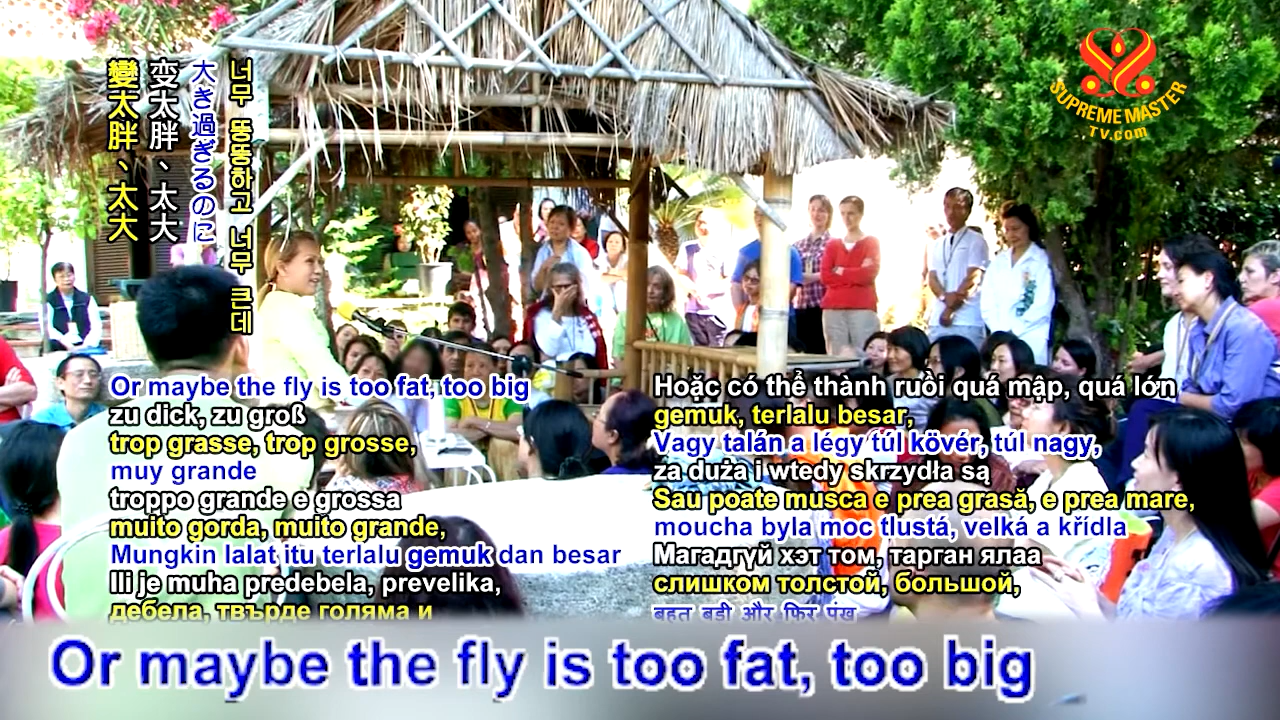 變太胖、太大
变太胖、太大
大き過ぎるのに
너무 뚱뚱하고 너무 큰데
SUPREME MASTER
TV.com
Or maybe the fly is too fat, too big
zu dick, zu groß
trop grasse, trop grosse,
muy grande
troppo grande e grossa
muito gorda, muito grande,
Mungkin lalat itu terlalu gemuk dan besar
Ili je muha predebela, prevelika,
дебела, твърде голяма и
Hoặc có thể thành ruồi quá mập, quá lớn
gemuk, terlalu besar,
Vagy talán a légy túl kövér, túl nagy,
za duża i wtedy skrzydła są
Sau poate musca e prea grasă, e prea mare,
moucha byla moc tlustá, velká a křídla
Магадгүй хэт том, тарган ялаа
слишком толстой, большой,
बहुत बड़ी और फिर पंख
Or maybe the fly is too fat, too big